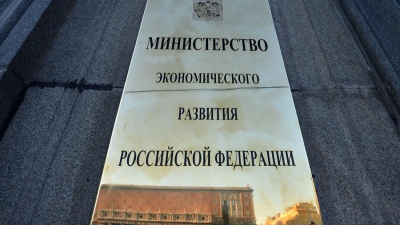 МИНИСТЕРСТВО
ЭКОНОМИЧЕСКОГО
РАЗВИТИЯ
РОССИЙСКОЙ ФЕДЕРАЦИИ